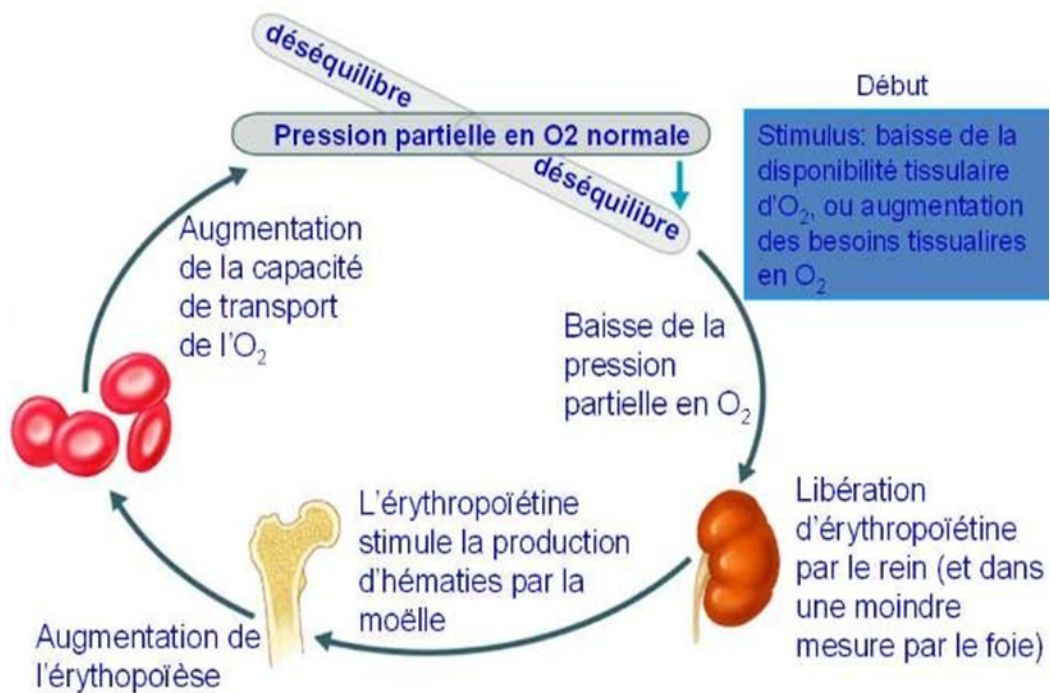 déséquilibre
Pression partielle en O2 normale
déséquilibre
Début
Stimulus: baisse de la
disponibilité tissulaire
d'O₂, ou augmentation
des besoins tissualires
en O₂
Baisse de la
pression
partielle en O₂
Libération
d'érythropoïétine
par le rein (et dans
une moindre
mesure par le foie)
L'érythropoïétine
stimule la production
d'hématies par la
moëlle
Augmentation de
l'érythopoïèse
Augmentation
de la capacité
de transport
de l'O₂